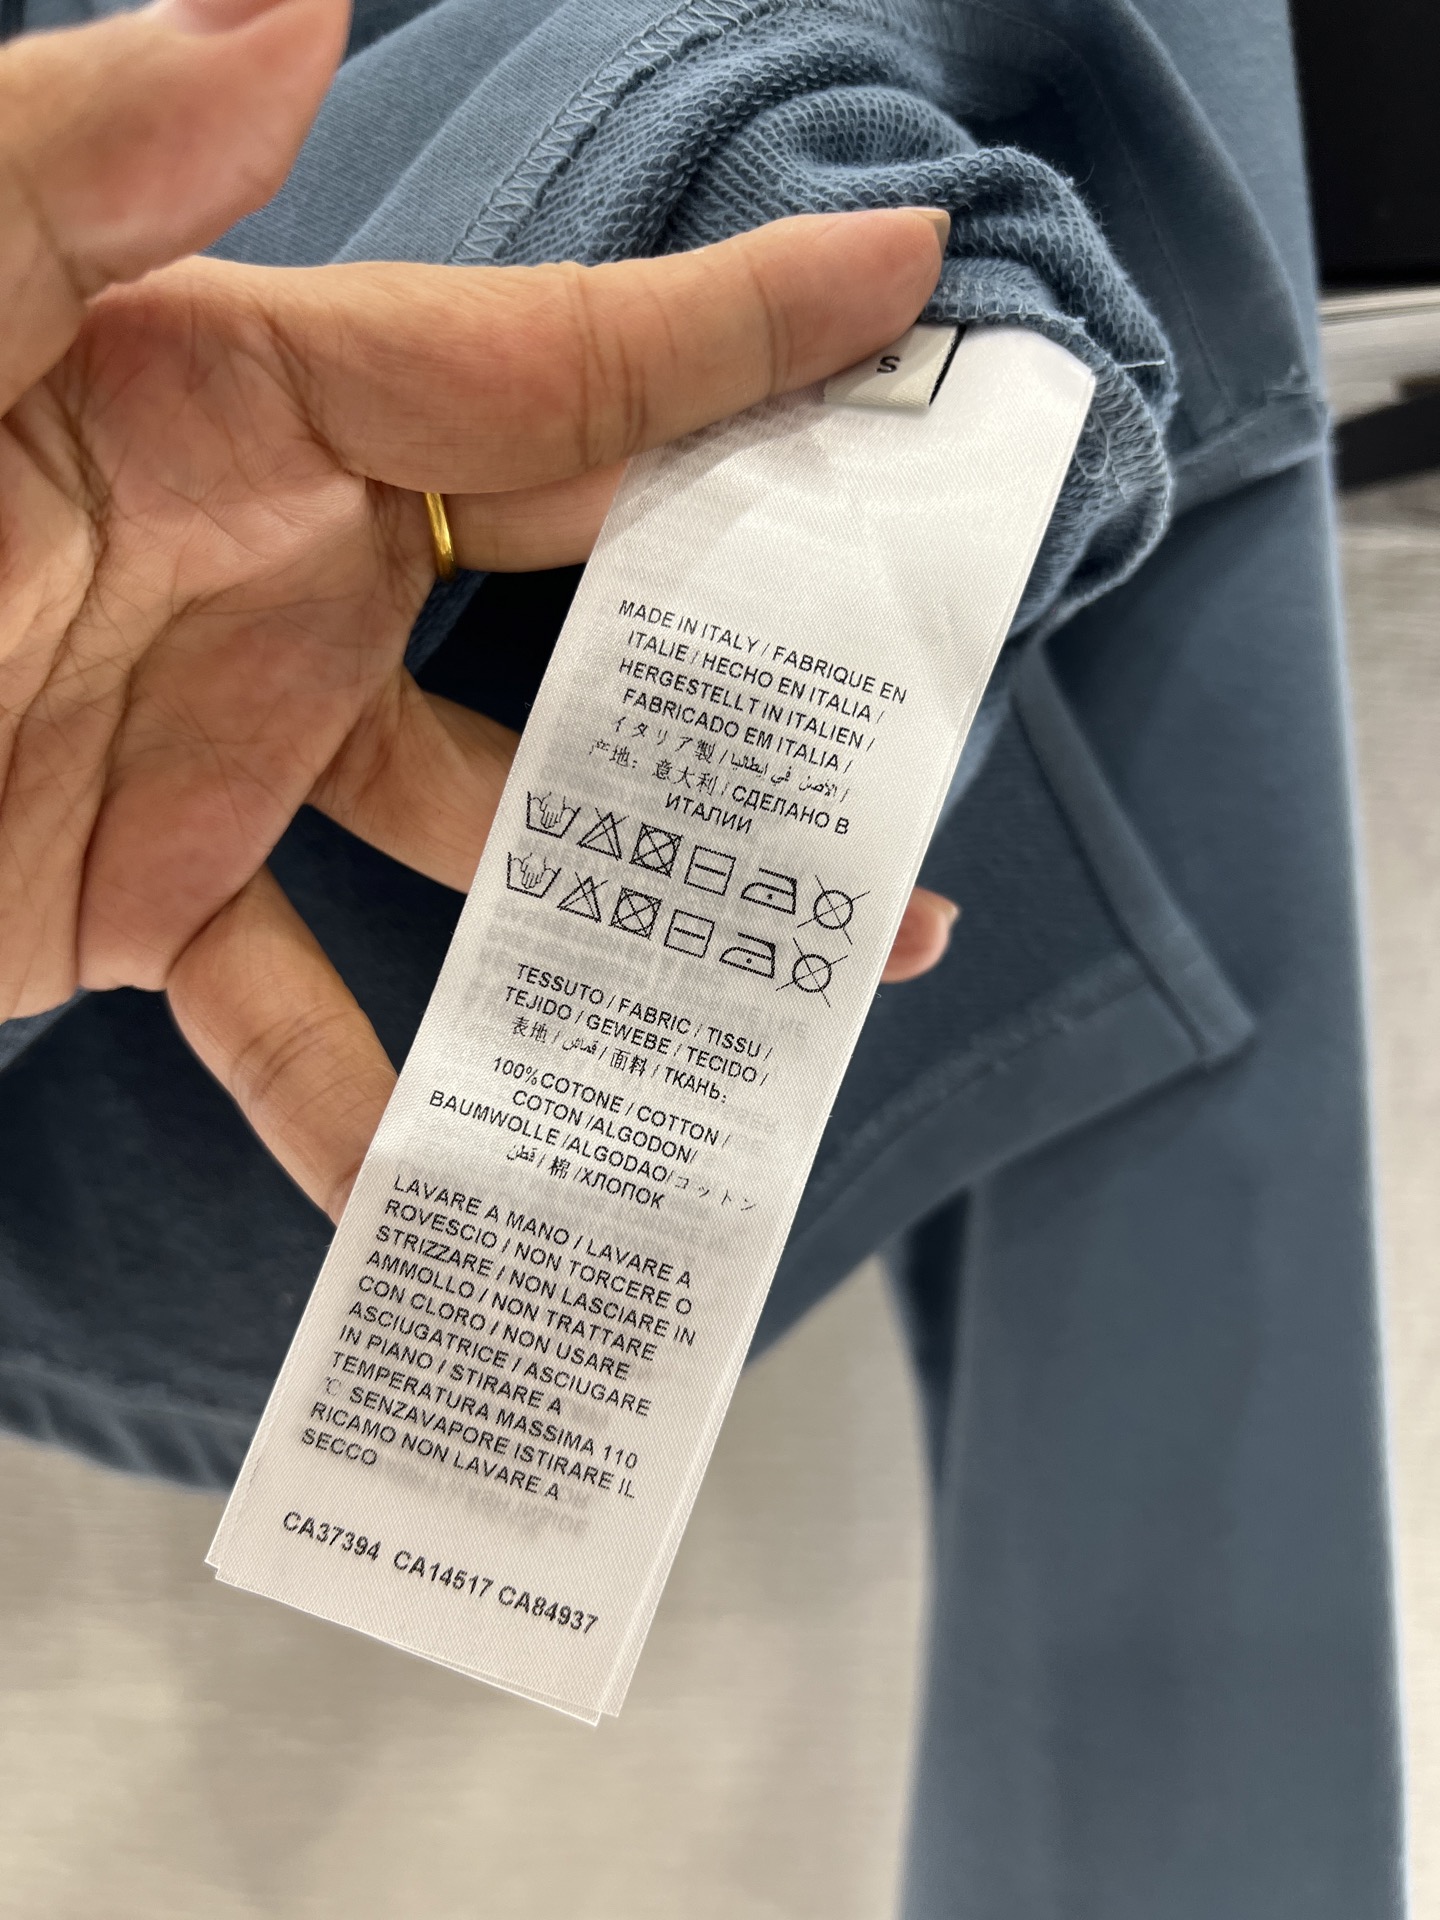 S
MADE IN ITALY / FABRIQUE EN
ITALIE / HECHO EN ITALIA /
HERGESTELLT IN ITALIEN /
FABRICADO EM ITALIA /
イタリア製 / الأصل في إيطاليا /
产地：意大利 / СДЕЛАНО В
ИТАЛИИ
TESSUTO / FABRIC / TISSU /
TEJIDO / GEWEBE / TECIDO /
表地 / قماش / 面料 / ТКАНЬ:
100%COTONE / COTTON /
COTON /ALGODON/
BAUMWOLLE /ALGODAO/コットン
قطن / 棉 /ХЛОПОК
LAVARE A MANO / LAVARE A
ROVESCIO / NON TORCERE O
STRIZZARE / NON LASCIARE IN
AMMOLLO / NON TRATTARE
CON CLORO / NON USARE
ASCIUGATRICE / ASCIUGARE
IN PIANO / STIRARE A
TEMPERATURA MASSIMA 110
℃ SENZAVAPORE ISTIRARE IL
RICAMO NON LAVARE A
SECCO
CA37394 CA14517 CA84937